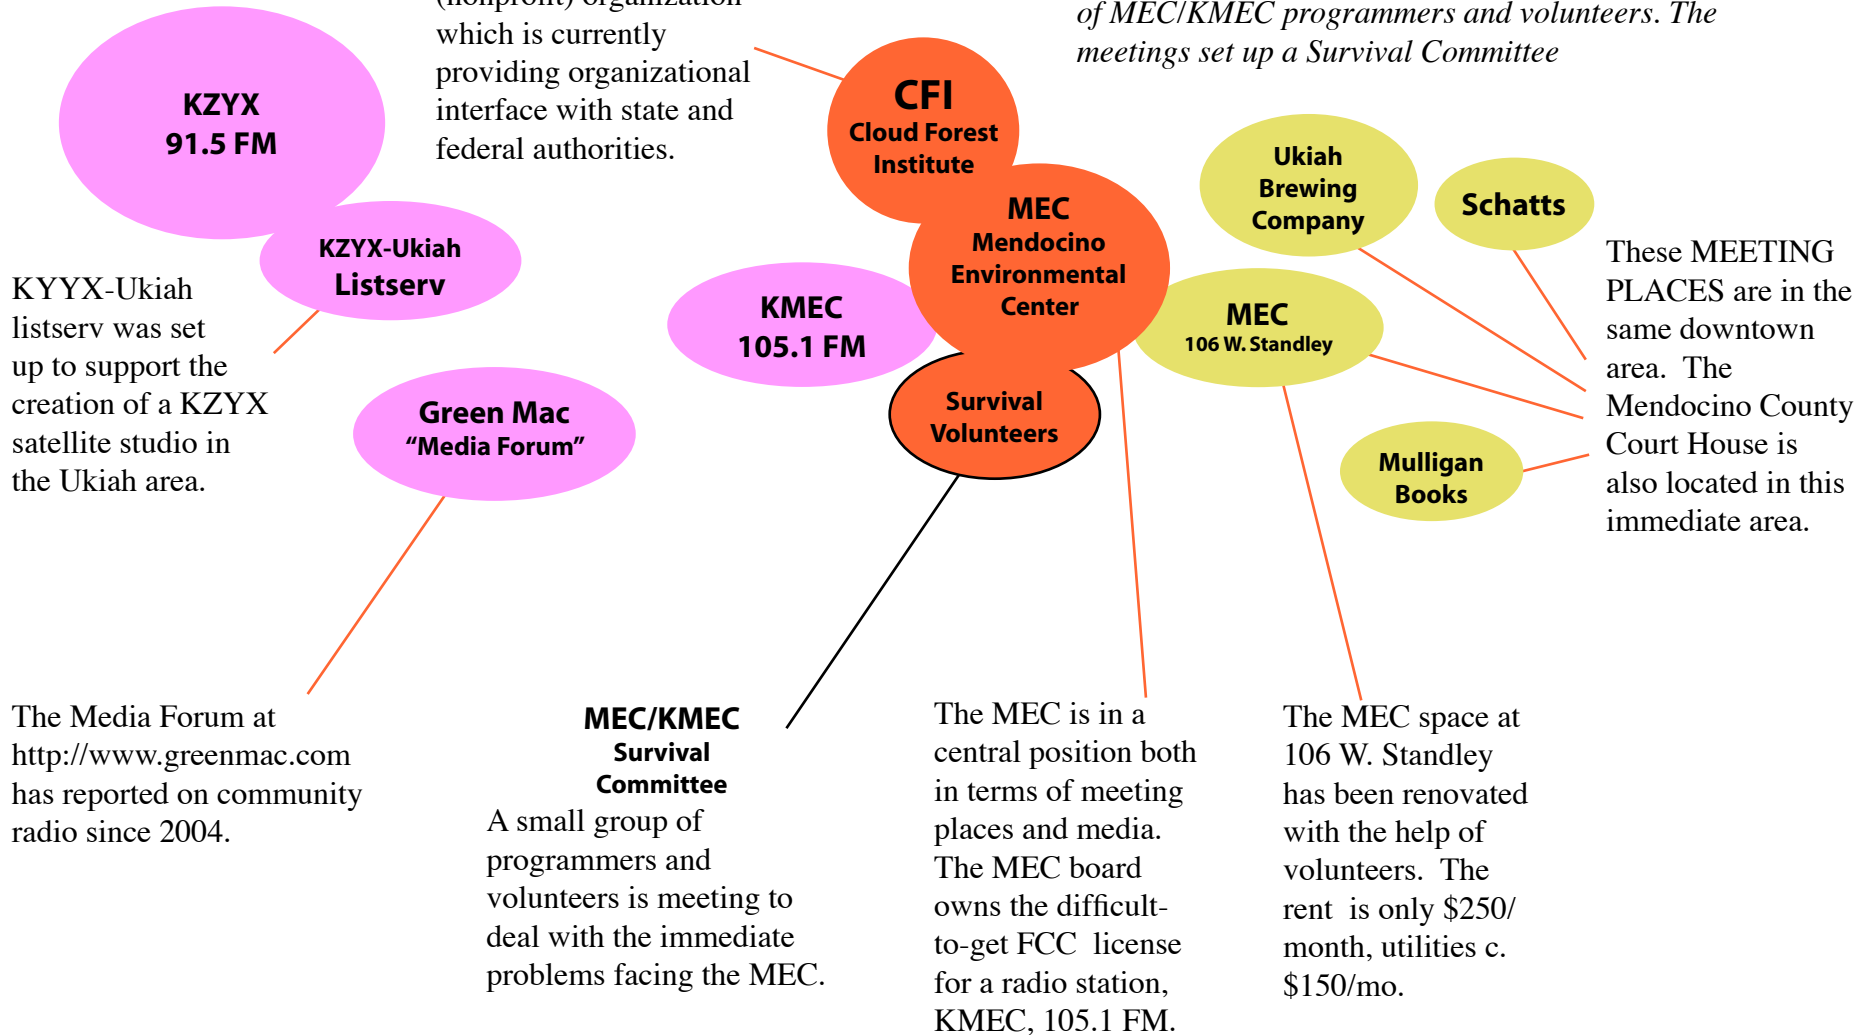 (nonprofit) organization
which is currently
providing organizational
interface with state and
federal authorities.
of MEC/KMEC programmers and volunteers. The
meetings set up a Survival Committee
KZYX
91.5 FM
KZYX-Ukiah
Listserv
KYYX-Ukiah
listserv was set
up to support the
creation of a KZYX
satellite studio in
the Ukiah area.
Green Mac
“Media Forum”
CFI
Cloud Forest
Institute
MEC
Mendocino
Environmental
Center
KMEC
105.1 FM
MEC
106 W. Standley
Survival
Volunteers
Ukiah
Brewing
Company
Schatts
Mulligan
Books
These MEETING
PLACES are in the
same downtown
area.  The
Mendocino County
Court House is
also located in this
immediate area.
The Media Forum at
http://www.greenmac.com
has reported on community
radio since 2004.
MEC/KMEC
Survival
Committee
A small group of
programmers and
volunteers is meeting to
deal with the immediate
problems facing the MEC.
The MEC is in a
central position both
in terms of meeting
places and media.
The MEC board
owns the difficult-
to-get FCC  license
for a radio station,
KMEC, 105.1 FM.
The MEC space at
106 W. Standley
has been renovated
with the help of
volunteers.  The
rent  is only $250/
month, utilities c.
$150/mo.